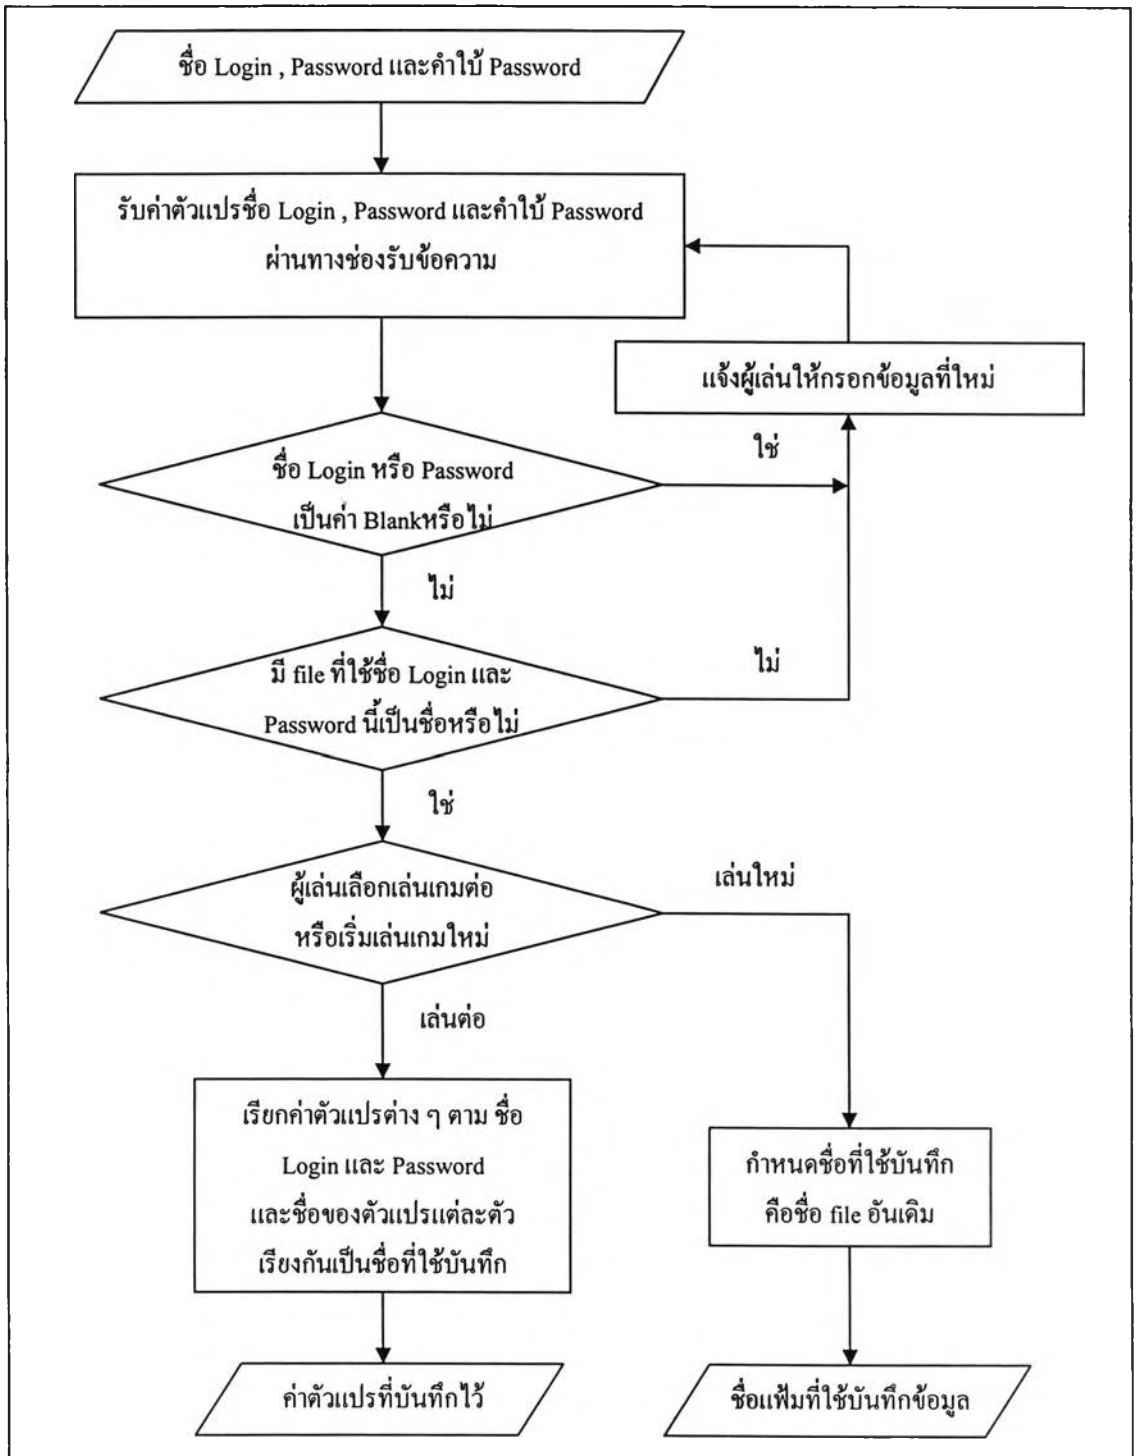 ชื่อ Login , Password และคำใบ้ Password
รับค่าตัวแปรชื่อ Login , Password และคำใบ้ Password
ผ่านทางช่องรับข้อความ
แจ้งผู้เล่นให้กรอกข้อมูลที่ใหม่
ชื่อ Login หรือ Password
เป็นค่า Blankหรือไม่
ใช่
ไม่
มี file ที่ใช้ชื่อ Login และ
Password นี้เป็นชื่อหรือไม่
ไม่
ใช่
ผู้เล่นเลือกเล่นเกมต่อ
หรือเริ่มเล่นเกมใหม่
เล่นใหม่
เล่นต่อ
เรียกค่าตัวแปรต่าง ๆ ตาม ชื่อ
Login และ Password
และชื่อของตัวแปรแต่ละตัว
เรียงกันเป็นชื่อที่ใช้บันทึก
กำหนดชื่อที่ใช้บันทึก
คือชื่อ file อันเดิม
ค่าตัวแปรที่บันทึกไว้
ชื่อแฟ้มที่ใช้บันทึกข้อมูล